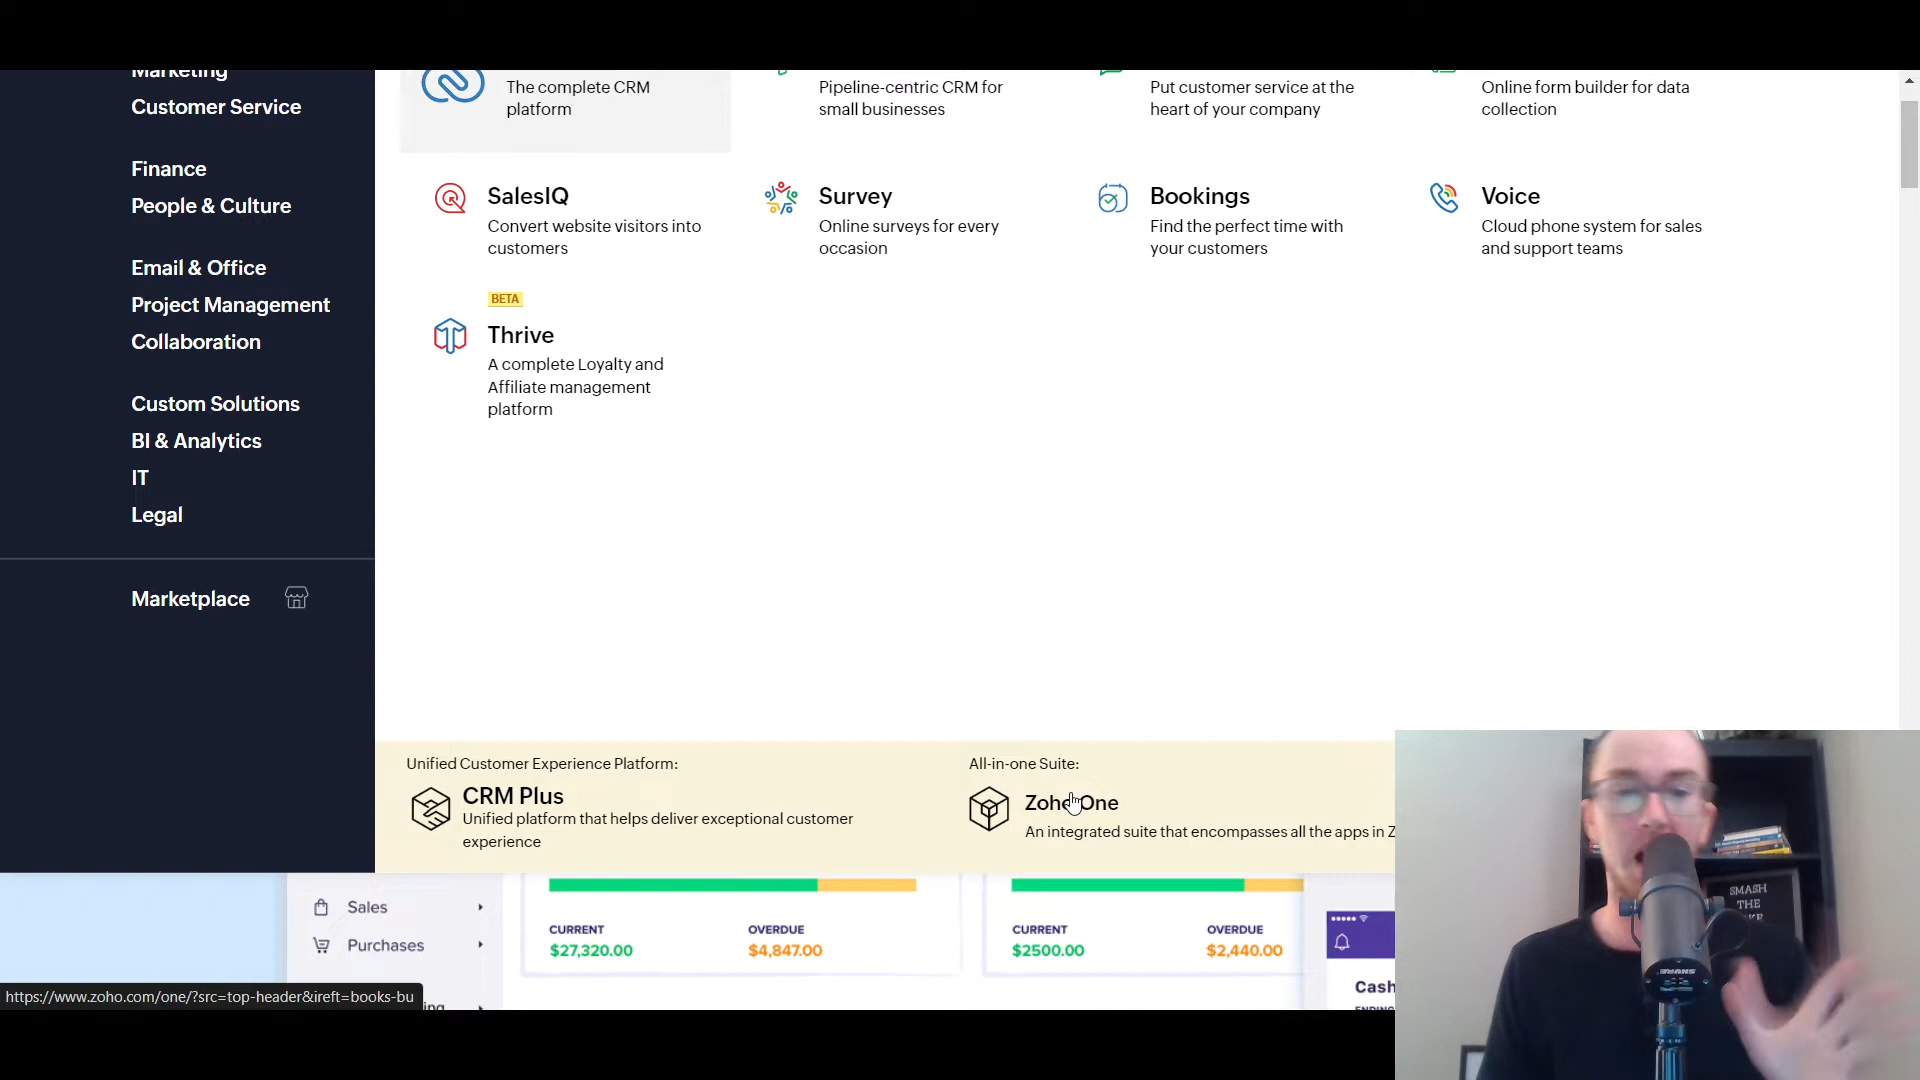 Marketing
Customer Service
Finance
People & Culture
Email & Office
Project Management
Collaboration
Custom Solutions
BI & Analytics
IT
Legal
Marketplace
The complete CRM
platform
Pipeline-centric CRM for
small businesses
Put customer service at the
heart of your company
Online form builder for data
collection
SalesIQ
Convert website visitors into
customers
Survey
Online surveys for every
occasion
Bookings
Find the perfect time with
your customers
Voice
Cloud phone system for sales
and support teams
BETA
Thrive
A complete Loyalty and
Affiliate management
platform
Unified Customer Experience Platform:
CRM Plus
Unified platform that helps deliver exceptional customer
experience
All-in-one Suite:
Zoho One
An integrated suite that encompasses all the apps in Z
Sales
Purchases
CURRENT
$27,320.00
OVERDUE
$4,847.00
CURRENT
$2500.00
OVERDUE
$2,440.00
Cash
https://www.zoho.com/one/?src=top-header&ireft=books-bu
SMASH
THE
SHURE